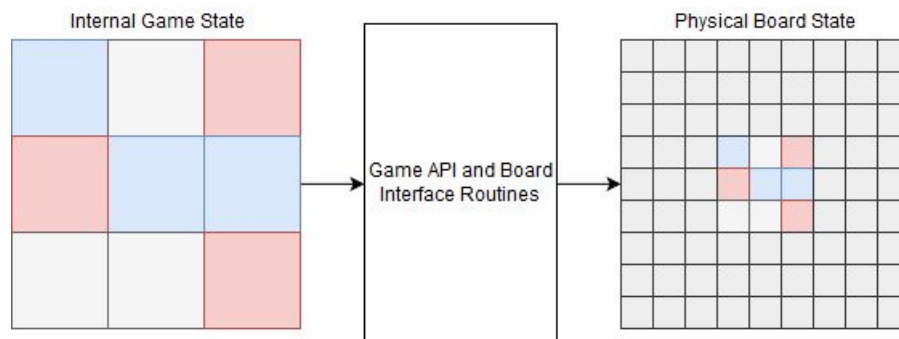 Internal Game State
Physical Board State
Game API and Board
Interface Routines